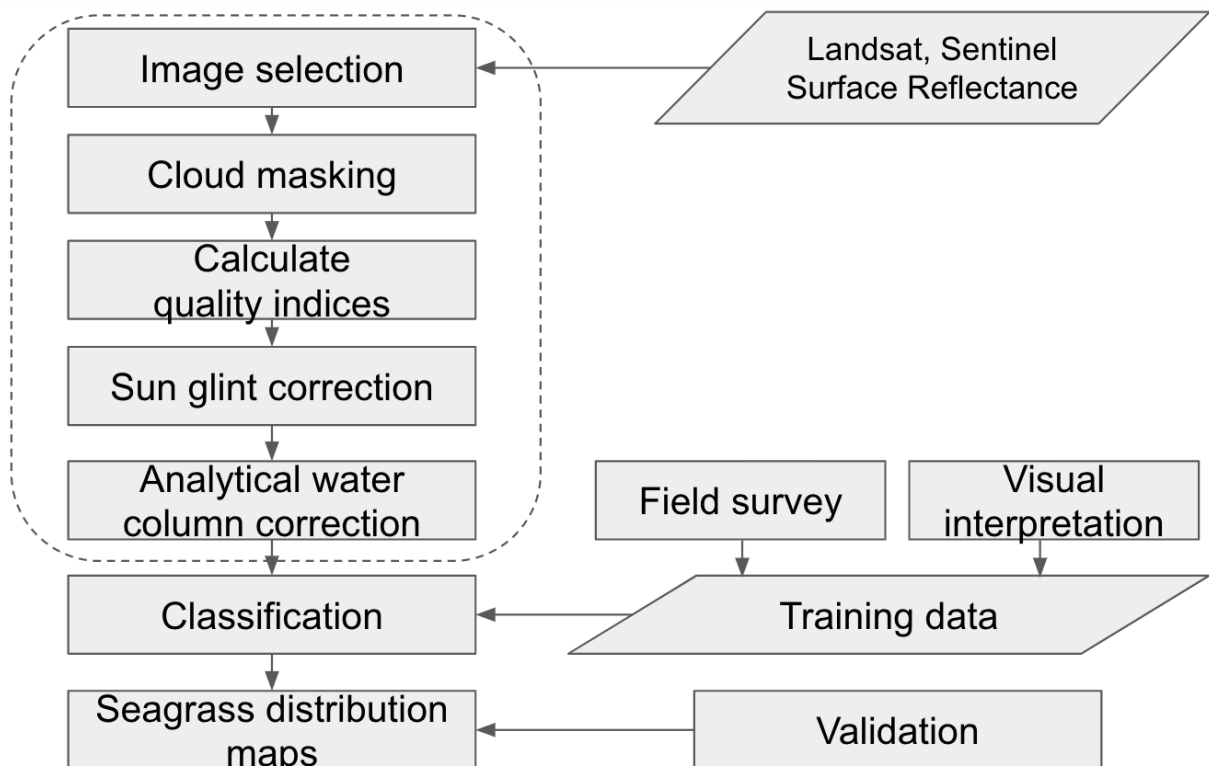 Image selection
Landsat, Sentinel
Surface Reflectance
Cloud masking
Calculate
quality indices
Sun glint correction
Analytical water
column correction
Field survey
Visual
interpretation
Classification
Training data
Seagrass distribution
maps
Validation